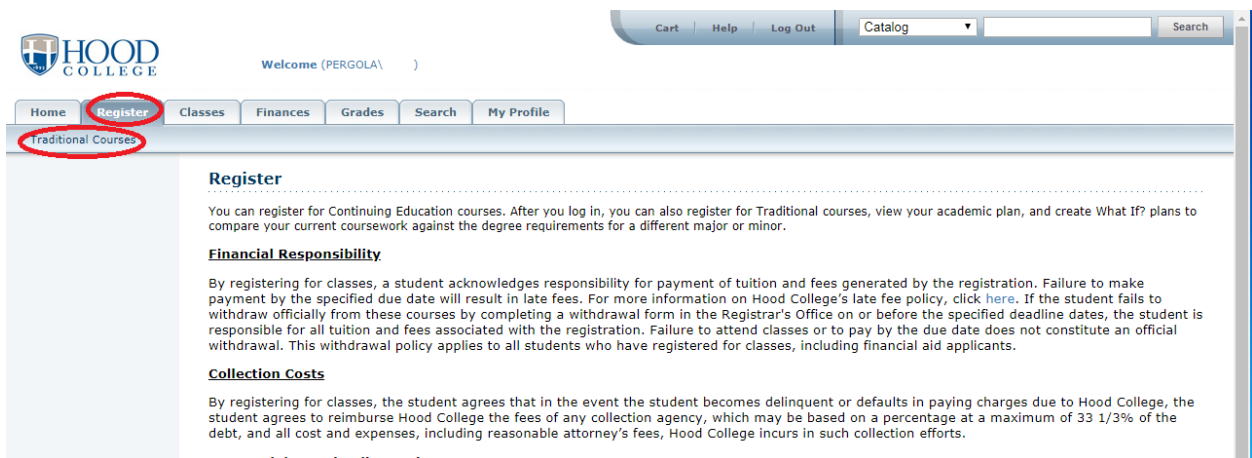 Cart Help Log Out Catalog Search
HOOD
COLLEGE
Welcome (PERGOLA\ )
Home Register Classes Finances Grades Search My Profile
Traditional Courses
Register
You can register for Continuing Education courses. After you log in, you can also register for Traditional courses, view your academic plan, and create What If? plans to
compare your current coursework against the degree requirements for a different major or minor.
Financial Responsibility
By registering for classes, a student acknowledges responsibility for payment of tuition and fees generated by the registration. Failure to make
payment by the specified due date will result in late fees. For more information on Hood College's late fee policy, click here. If the student fails to
withdraw officially from these courses by completing a withdrawal form in the Registrar's Office on or before the specified deadline dates, the student is
responsible for all tuition and fees associated with the registration. Failure to attend classes or to pay by the due date does not constitute an official
withdrawal. This withdrawal policy applies to all students who have registered for classes, including financial aid applicants.
Collection Costs
By registering for classes, the student agrees that in the event the student becomes delinquent or defaults in paying charges due to Hood College, the
student agrees to reimburse Hood College the fees of any collection agency, which may be based on a percentage at a maximum of 33 1/3% of the
debt, and all cost and expenses, including reasonable attorney's fees, Hood College incurs in such collection efforts.